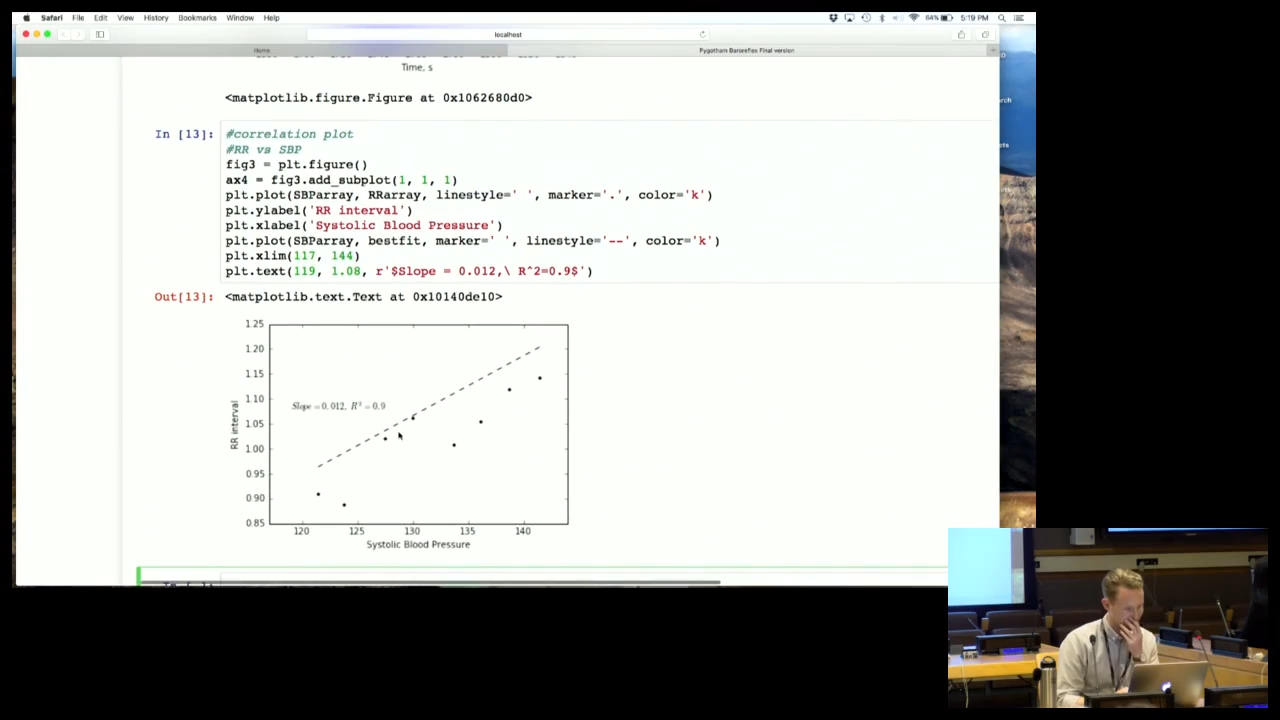 Safari File Edit View History Bookmarks Window Help
64% 5:19 PM
localhost
Home
Pygotham Baroreflex Final version
Time, s
<matplotlib.figure.Figure at 0x1062680d0>
In [13]:
#correlation plot
#RR vs SBP
fig3 = plt.figure()
ax4 = fig3.add_subplot(1, 1, 1)
plt.plot(SBParray, RRarray, linestyle=' ', marker='.', color='k')
plt.ylabel('RR interval')
plt.xlabel('Systolic Blood Pressure')
plt.plot(SBParray, bestfit, marker=' ', linestyle='--', color='k')
plt.xlim(117, 144)
plt.text(119, 1.08, r'$Slope = 0.012,\ R^2=0.9$')
Out[13]: <matplotlib.text.Text at 0x10140de10>
1.25
1.20
1.15
1.10
1.05
1.00
0.95
0.90
0.85
RR interval
Slope = 0.012, R² = 0.9
120 125 130 135 140
Systolic Blood Pressure